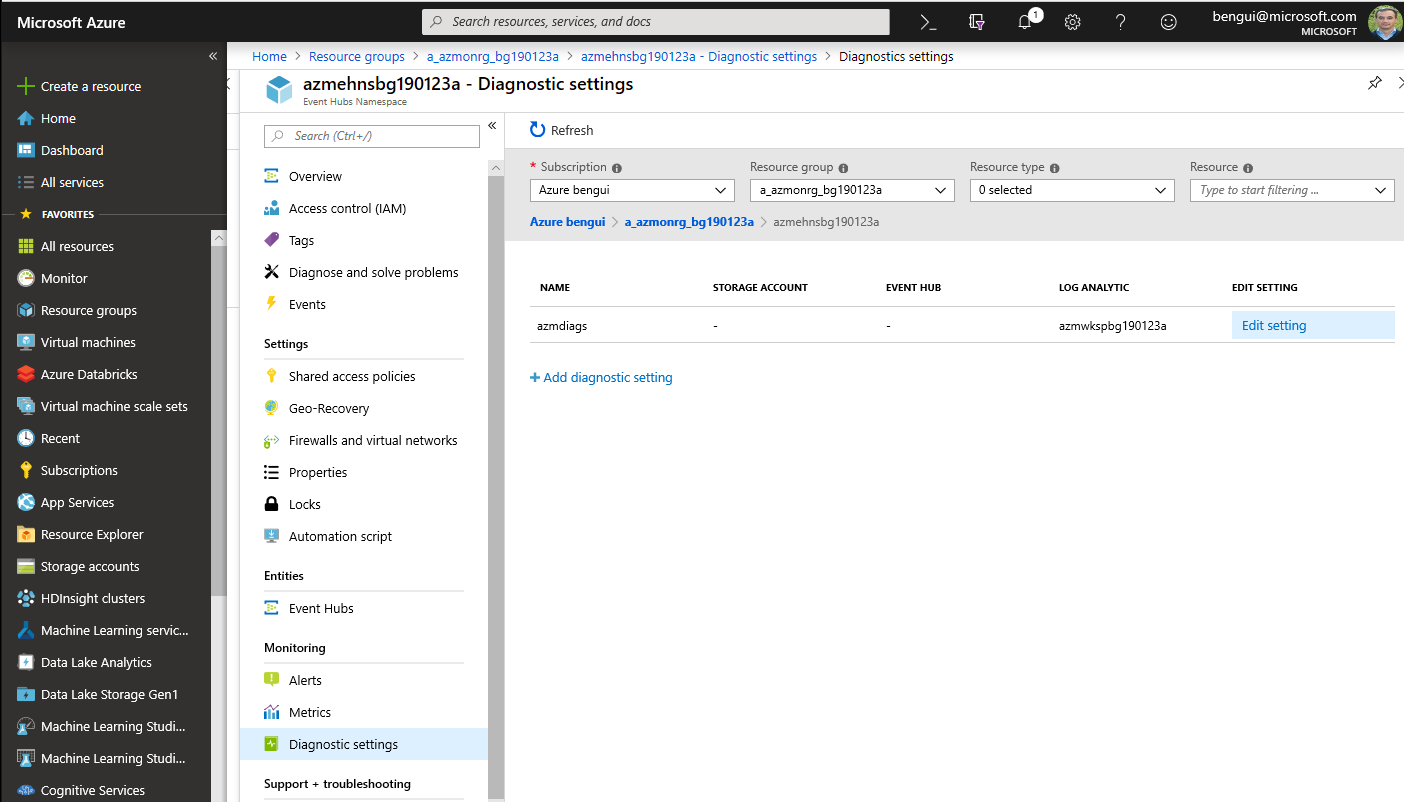 Microsoft Azure
Search resources, services, and docs
1
bengui@microsoft.com
MICROSOFT
Create a resource
Home
Dashboard
All services
FAVORITES
All resources
Monitor
Resource groups
Virtual machines
Azure Databricks
Virtual machine scale sets
Recent
Subscriptions
App Services
Resource Explorer
Storage accounts
HDInsight clusters
Machine Learning servic...
Data Lake Analytics
Data Lake Storage Gen1
Machine Learning Studi...
Machine Learning Studi...
Cognitive Services
Home > Resource groups > a_azmonrg_bg190123a > azmehnsbg190123a - Diagnostic settings > Diagnostics settings
azmehnsbg190123a - Diagnostic settings
Event Hubs Namespace
Search (Ctrl+/)
Overview
Access control (IAM)
Tags
Diagnose and solve problems
Events
Settings
Shared access policies
Geo-Recovery
Firewalls and virtual networks
Properties
Locks
Automation script
Entities
Event Hubs
Monitoring
Alerts
Metrics
Diagnostic settings
Support + troubleshooting
Refresh
* Subscription Resource group Resource type Resource
Azure bengui a_azmonrg_bg190123a 0 selected Type to start filtering ...
Azure bengui > a_azmonrg_bg190123a > azmehnsbg190123a
NAME STORAGE ACCOUNT EVENT HUB LOG ANALYTIC EDIT SETTING
azmdiags - - azmwkspbg190123a Edit setting
+ Add diagnostic setting